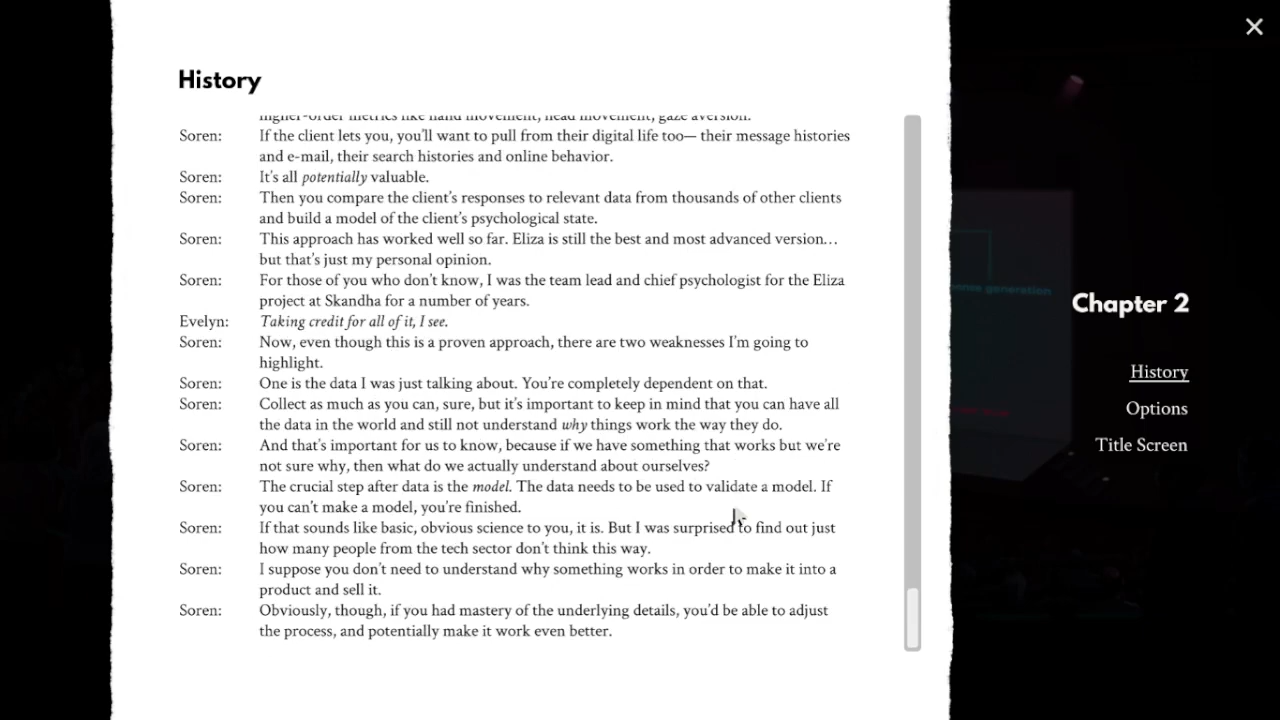 History
higher-order metrics like hand movement, head movement, gaze aversion.
Soren: If the client lets you, you'll want to pull from their digital life too— their message histories
and e-mail, their search histories and online behavior.
Soren: It's all potentially valuable.
Soren: Then you compare the client's responses to relevant data from thousands of other clients
and build a model of the client's psychological state.
Soren: This approach has worked well so far. Eliza is still the best and most advanced version…
but that's just my personal opinion.
Soren: For those of you who don't know, I was the team lead and chief psychologist for the Eliza
project at Skandha for a number of years.
Evelyn: Taking credit for all of it, I see.
Soren: Now, even though this is a proven approach, there are two weaknesses I'm going to
highlight.
Soren: One is the data I was just talking about. You're completely dependent on that.
Soren: Collect as much as you can, sure, but it's important to keep in mind that you can have all
the data in the world and still not understand why things work the way they do.
Soren: And that's important for us to know, because if we have something that works but we're
not sure why, then what do we actually understand about ourselves?
Soren: The crucial step after data is the model. The data needs to be used to validate a model. If
you can't make a model, you're finished.
Soren: If that sounds like basic, obvious science to you, it is. But I was surprised to find out just
how many people from the tech sector don't think this way.
Soren: I suppose you don't need to understand why something works in order to make it into a
product and sell it.
Soren: Obviously, though, if you had mastery of the underlying details, you'd be able to adjust
the process, and potentially make it work even better.
generation
Chapter 2
History
Options
Title Screen